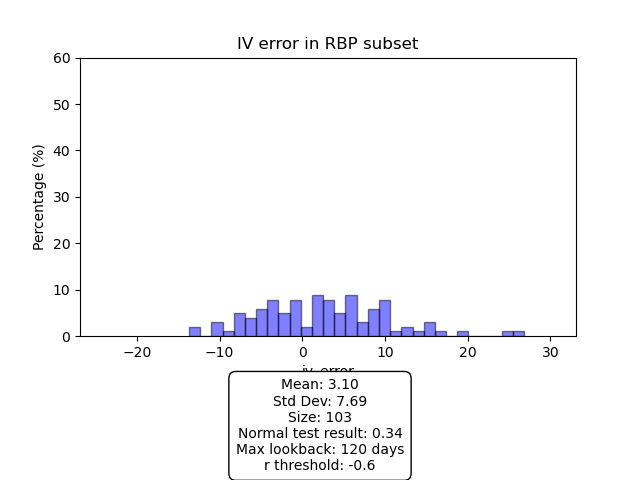 IV error in RBP subset
60
50
40
30
20
10
0
Percentage (%)
−20
−10
0
10
20
30
iv_error
Mean: 3.10
Std Dev: 7.69
Size: 103
Normal test result: 0.34
Max lookback: 120 days
r threshold: -0.6